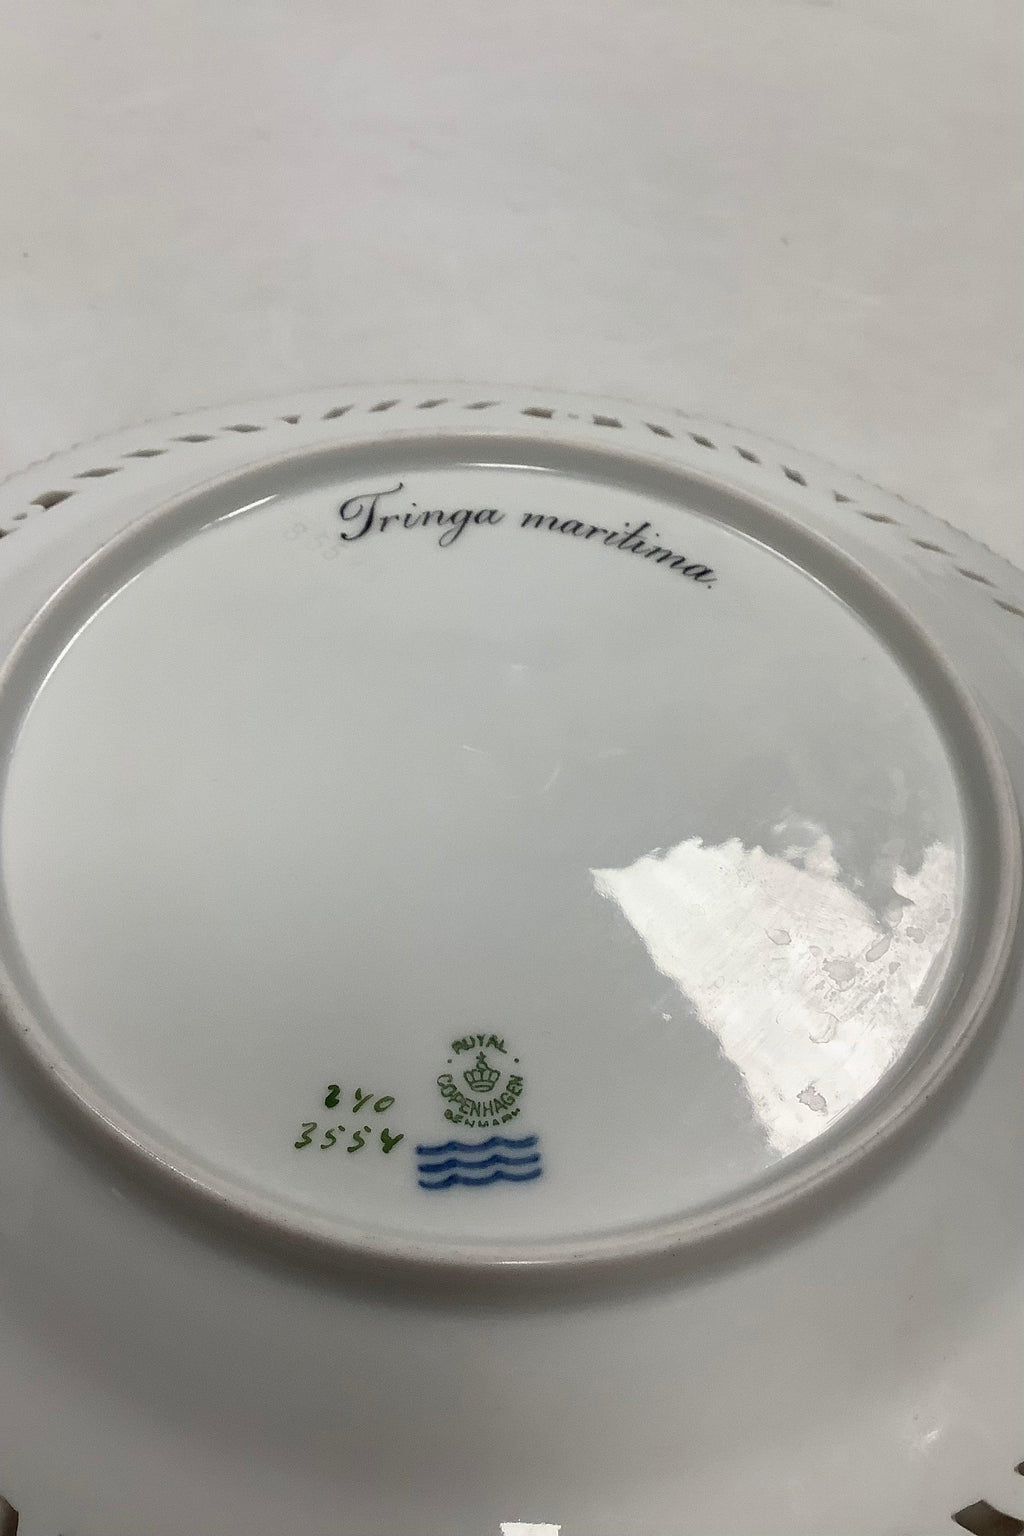 Tringa maritima.
ROYAL
COPENHAGEN
DENMARK
240
3554